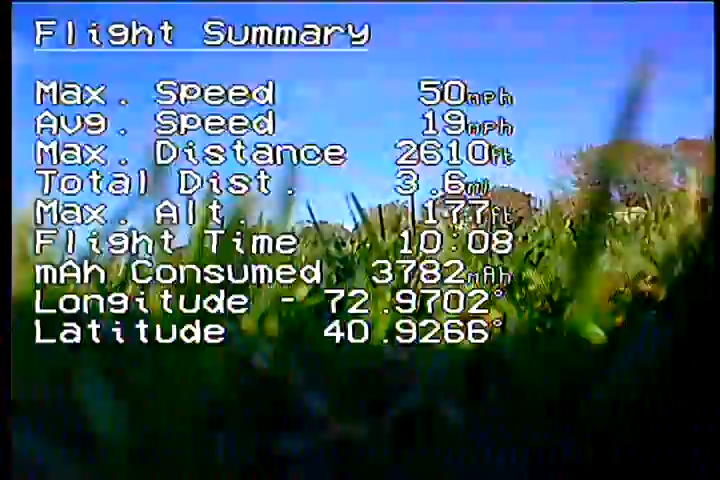 Flight Summary
Max. Speed 50mph
Avg. Speed 19mph
Max. Distance 2610ft
Total Dist. 3.6mi
Max. Alt. 1177ft
Flight Time 10:08
mAh Consumed 3782mAh
Longitude - 72.9702°
Latitude 40.9266°